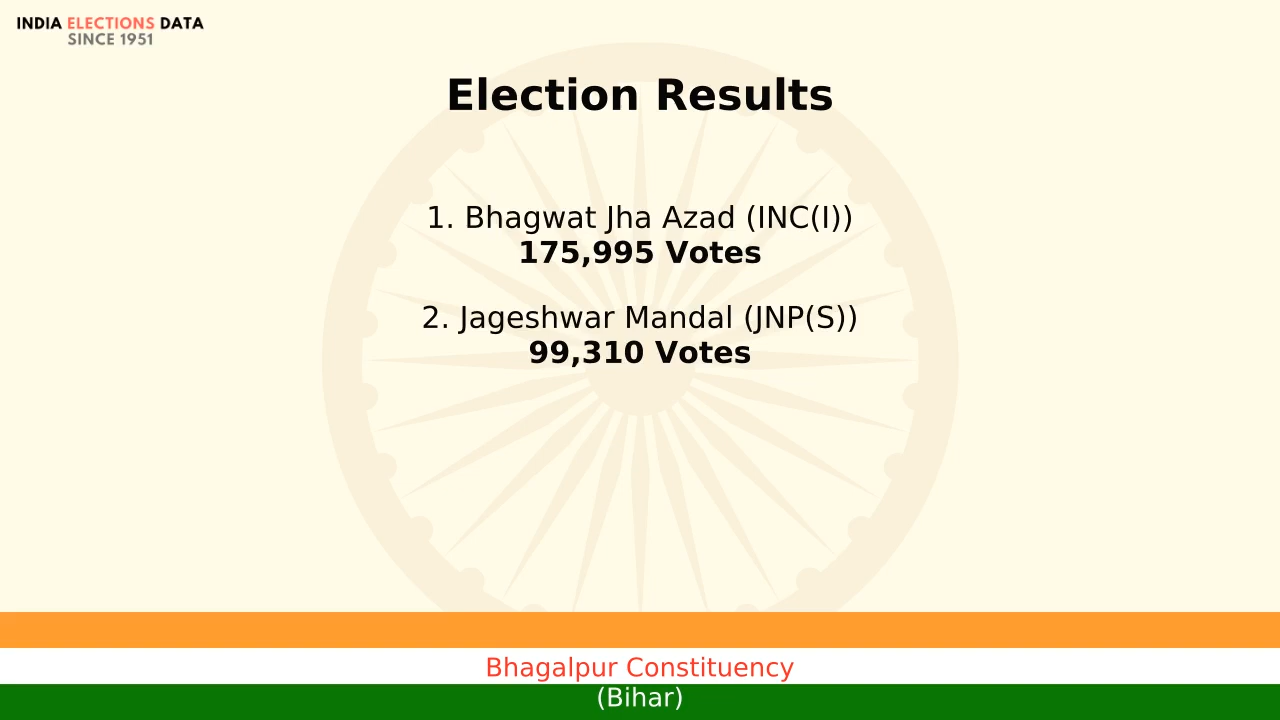 INDIA ELECTIONS DATA
SINCE 1951
Election Results
1. Bhagwat Jha Azad (INC(I))
175,995 Votes
2. Jageshwar Mandal (JNP(S))
99,310 Votes
Bhagalpur Constituency
(Bihar)